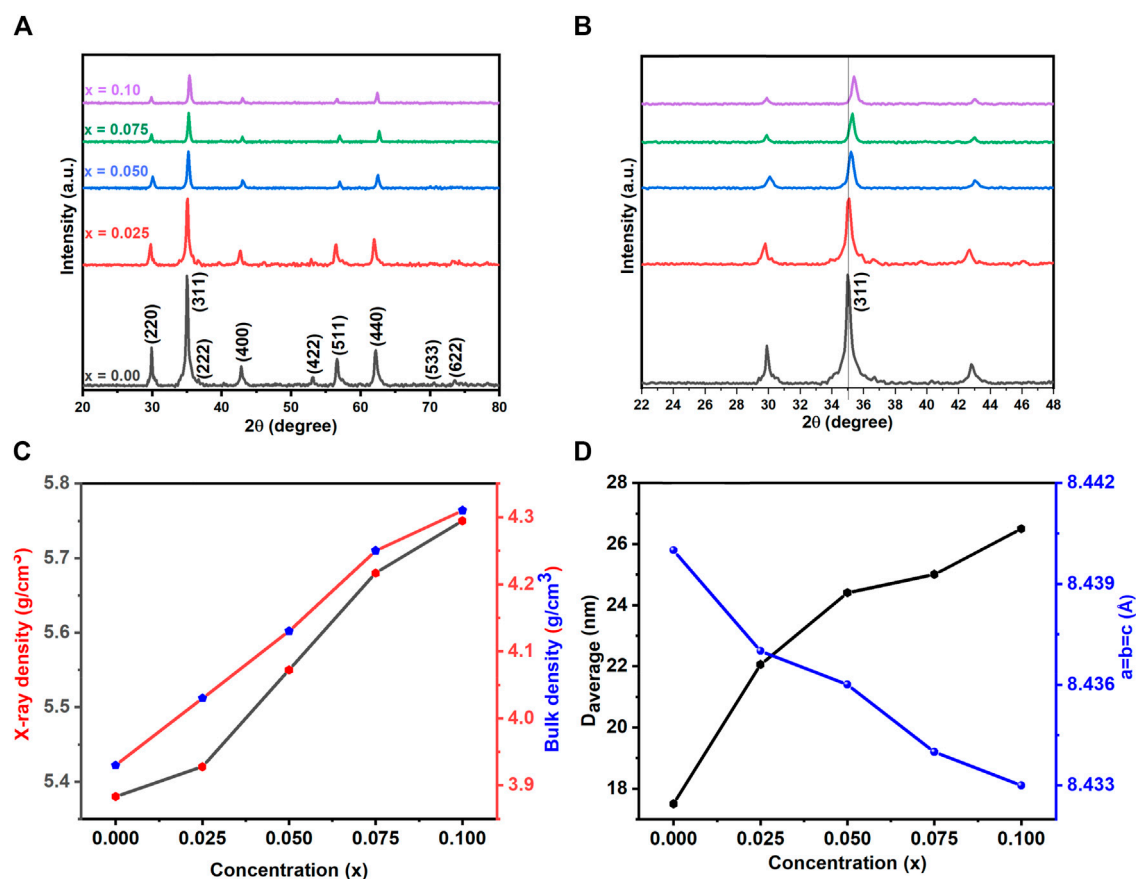 A
x = 0.10
x = 0.075
x = 0.050
x = 0.025
x = 0.00
(220)
(311)
(222)
(400)
(422)
(511)
(440)
(533)
(622)
Intensity (a.u.)
20 30 40 50 60 70 80
2θ (degree)
B
(311)
Intensity (a.u.)
22 24 26 28 30 32 34 36 38 40 42 44 46 48
2θ (degree)
C
5.8
5.7
5.6
5.5
5.4
X-ray density (g/cm³)
4.3
4.2
4.1
4.0
3.9
Bulk density (g/cm³)
0.000 0.025 0.050 0.075 0.100
Concentration (x)
D
28
26
24
22
20
18
Daverage (nm)
8.442
8.439
8.436
8.433
a=b=c (Å)
0.000 0.025 0.050 0.075 0.100
Concentration (x)